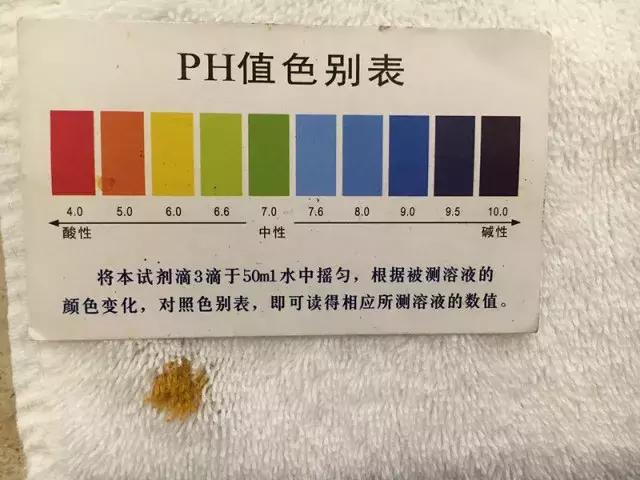 PH值色别表
4.0 5.0 6.0 6.6 7.0 7.6 8.0 9.0 9.5 10.0
酸性 中性 碱性
将本试剂滴3滴于50ml水中摇匀，根据被测溶液的
颜色变化，对照色别表，即可读得相应所测溶液的数值。